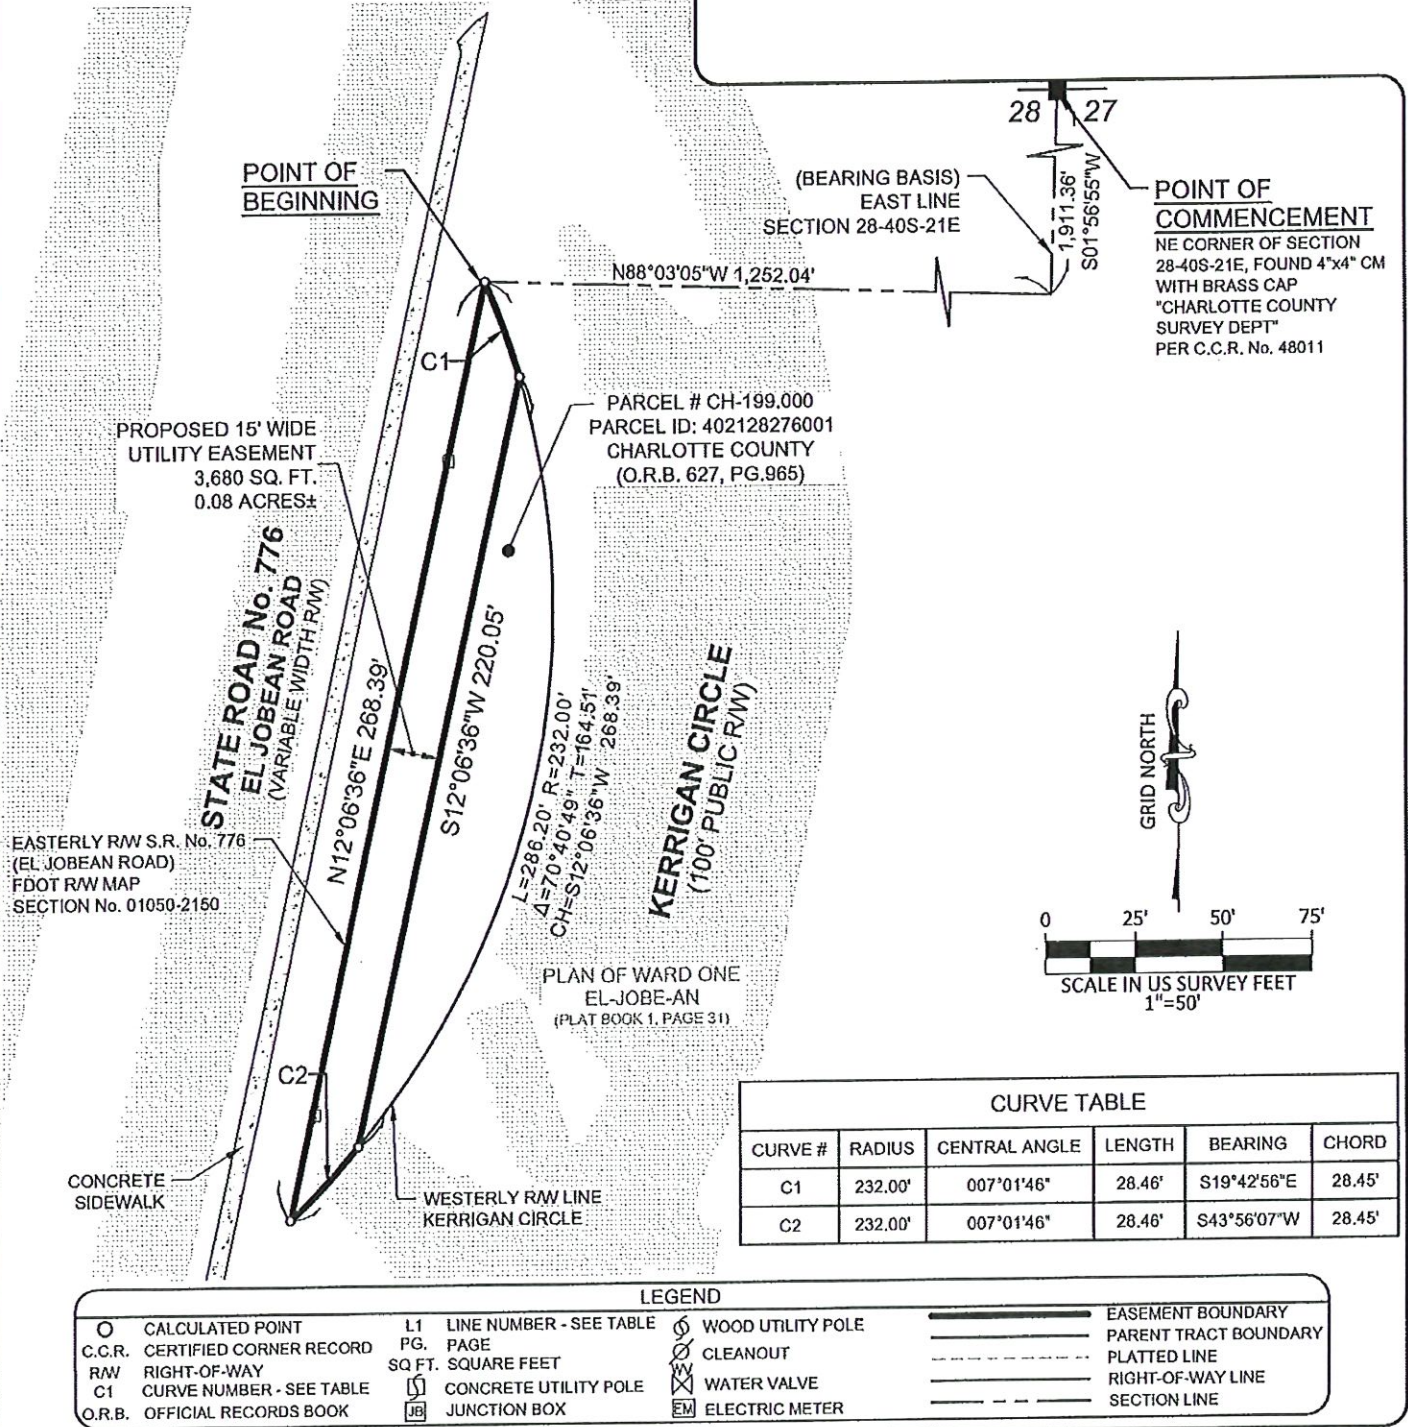 28
27
POINT OF
BEGINNING
(BEARING BASIS)
EAST LINE
SECTION 28-40S-21E
1,911.36'
S01°56'55"W
POINT OF
COMMENCEMENT
NE CORNER OF SECTION
28-40S-21E, FOUND 4"x4" CM
WITH BRASS CAP
"CHARLOTTE COUNTY
SURVEY DEPT"
PER C.C.R. No. 48011
N88°03'05"W 1,252.04'
C1
PARCEL # CH-199.000
PARCEL ID: 402128276001
CHARLOTTE COUNTY
(O.R.B. 627, PG.965)
PROPOSED 15' WIDE
UTILITY EASEMENT
3,680 SQ. FT.
0.08 ACRES±
STATE ROAD No. 776
EL JOBEAN ROAD
(VARIABLE WIDTH R/W)
N12°06'36"E 268.39'
S12°06'36"W 220.05'
L=286.20' R=232.00'
Δ=70°40'49" T=164.51'
CH=S12°06'36"W 268.39'
KERRIGAN CIRCLE
(100' PUBLIC R/W)
GRID NORTH
EASTERLY R/W S.R. No. 776
(EL JOBEAN ROAD)
FDOT R/W MAP
SECTION No. 01050-2150
0 25' 50' 75'
SCALE IN US SURVEY FEET
1"=50'
PLAN OF WARD ONE
EL-JOBE-AN
(PLAT BOOK 1, PAGE 31)
C2
CONCRETE
SIDEWALK
WESTERLY R/W LINE
KERRIGAN CIRCLE
CURVE TABLE
CURVE # RADIUS CENTRAL ANGLE LENGTH BEARING CHORD
C1 232.00' 007°01'46" 28.46' S19°42'56"E 28.45'
C2 232.00' 007°01'46" 28.46' S43°56'07"W 28.45'
LEGEND
CALCULATED POINT
C.C.R. CERTIFIED CORNER RECORD
R/W RIGHT-OF-WAY
C1 CURVE NUMBER - SEE TABLE
O.R.B. OFFICIAL RECORDS BOOK
L1 LINE NUMBER - SEE TABLE
PG. PAGE
SQ FT. SQUARE FEET
CONCRETE UTILITY POLE
JB JUNCTION BOX
WOOD UTILITY POLE
CLEANOUT
WV WATER VALVE
EM ELECTRIC METER
EASEMENT BOUNDARY
PARENT TRACT BOUNDARY
PLATTED LINE
RIGHT-OF-WAY LINE
SECTION LINE